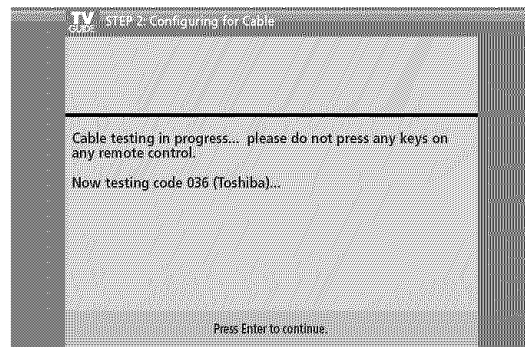 TV
GUIDE
STEP 2: Configuring for Cable
Cable testing in progress... please do not press any keys on
any remote control.
Now testing code 036 (Toshiba)...
Press Enter to continue.